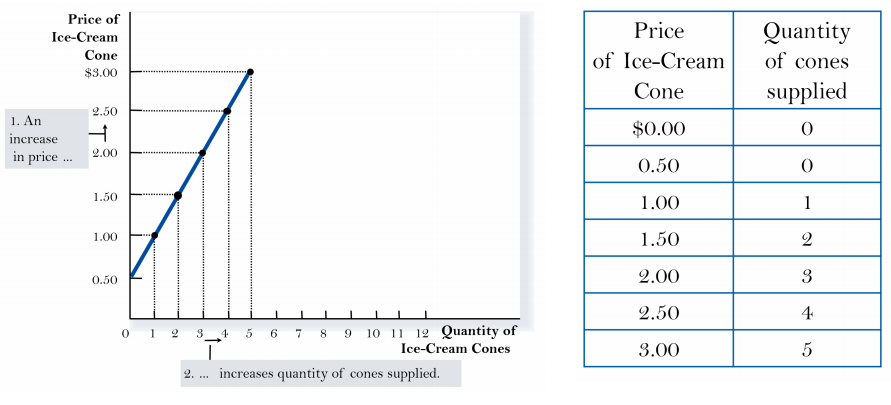 Price of
Ice-Cream
Cone
$3.00
2.50
2.00
1.50
1.00
0.50
1. An
increase
in price ...
0 1 2 3 4 5 6 7 8 9 10 11 12 Quantity of
Ice-Cream Cones
2. ... increases quantity of cones supplied.
Price
of Ice-Cream
Cone
Quantity
of cones
supplied
$0.00 0
0.50 0
1.00 1
1.50 2
2.00 3
2.50 4
3.00 5